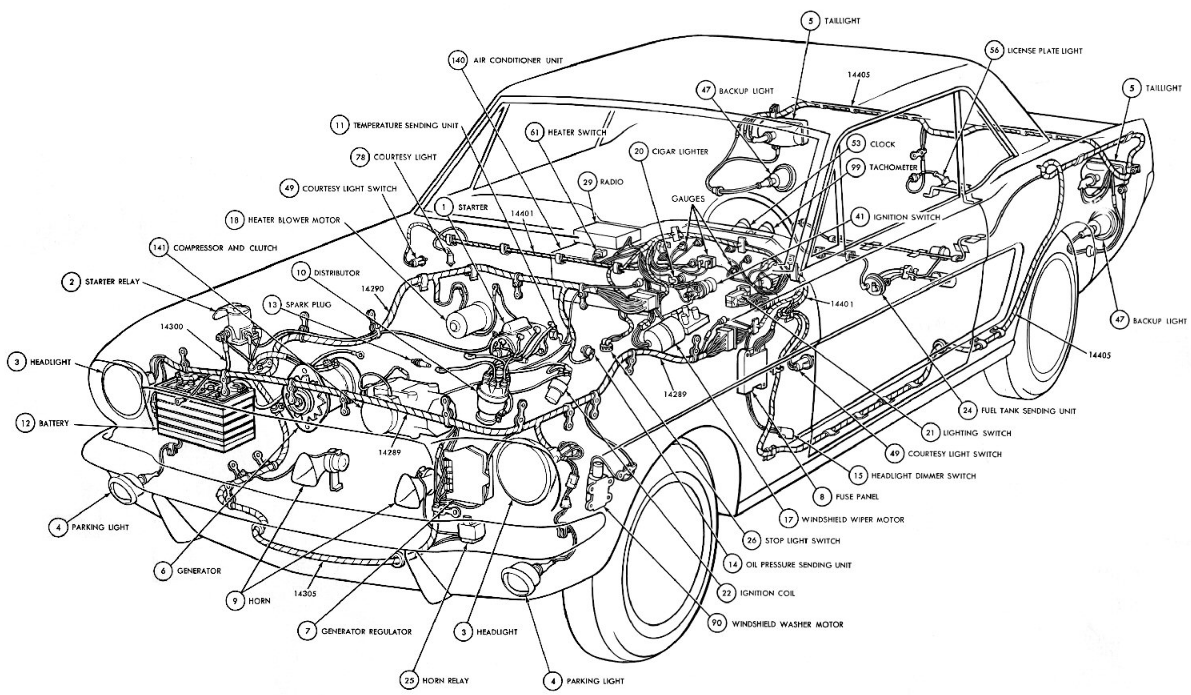 5 TAILLIGHT
56 LICENSE PLATE LIGHT
140 AIR CONDITIONER UNIT
14405
47 BACKUP LIGHT
5 TAILLIGHT
11 TEMPERATURE SENDING UNIT
61 HEATER SWITCH
53 CLOCK
20 CIGAR LIGHTER
78 COURTESY LIGHT
99 TACHOMETER
29 RADIO
49 COURTESY LIGHT SWITCH
GAUGES
1 STARTER
14401
41 IGNITION SWITCH
18 HEATER BLOWER MOTOR
141 COMPRESSOR AND CLUTCH
10 DISTRIBUTOR
2 STARTER RELAY
14290
13 SPARK PLUG
14401
47 BACKUP LIGHT
14300
14405
3 HEADLIGHT
14289
24 FUEL TANK SENDING UNIT
12 BATTERY
21 LIGHTING SWITCH
14289
49 COURTESY LIGHT SWITCH
15 HEADLIGHT DIMMER SWITCH
8 FUSE PANEL
17 WINDSHIELD WIPER MOTOR
4 PARKING LIGHT
26 STOP LIGHT SWITCH
14 OIL PRESSURE SENDING UNIT
6 GENERATOR
22 IGNITION COIL
14305
9 HORN
90 WINDSHIELD WASHER MOTOR
7 GENERATOR REGULATOR
3 HEADLIGHT
25 HORN RELAY
4 PARKING LIGHT